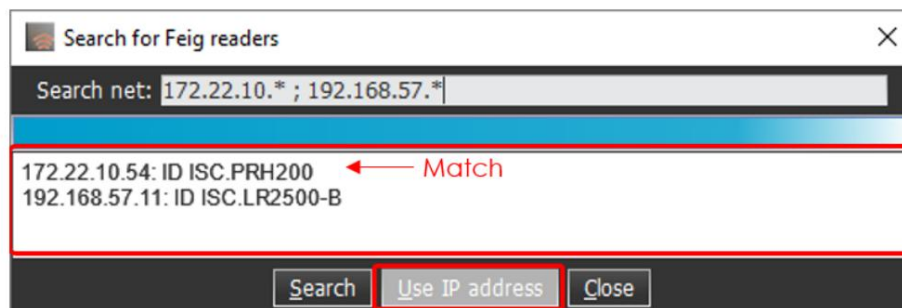 Search for Feig readers
Search net: 172.22.10.* ; 192.168.57.*
172.22.10.54: ID ISC.PRH200 Match
192.168.57.11: ID ISC.LR2500-B
Search Use IP address Close